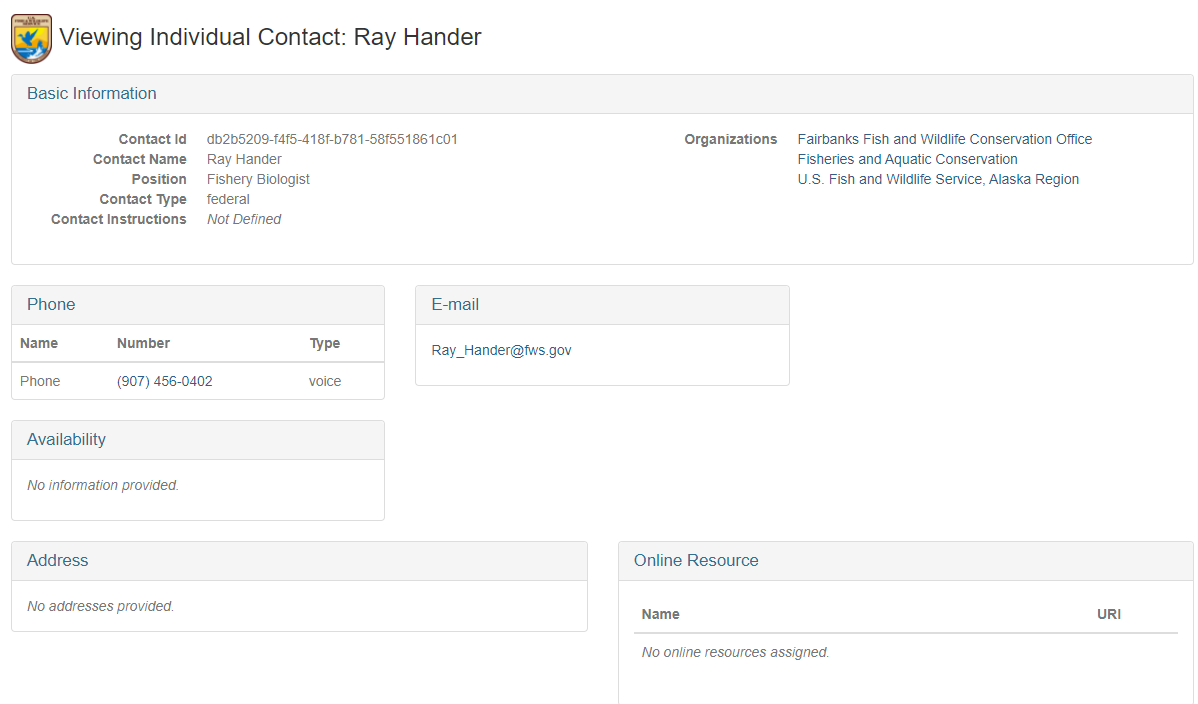 Viewing Individual Contact: Ray Hander
Basic Information
Contact Id db2b5209-f4f5-418f-b781-58f551861c01
Contact Name Ray Hander
Position Fishery Biologist
Contact Type federal
Contact Instructions Not Defined
Organizations Fairbanks Fish and Wildlife Conservation Office
Fisheries and Aquatic Conservation
U.S. Fish and Wildlife Service, Alaska Region
Phone
Name Number Type
Phone (907) 456-0402 voice
E-mail
Ray_Hander@fws.gov
Availability
No information provided.
Address
No addresses provided.
Online Resource
Name URI
No online resources assigned.